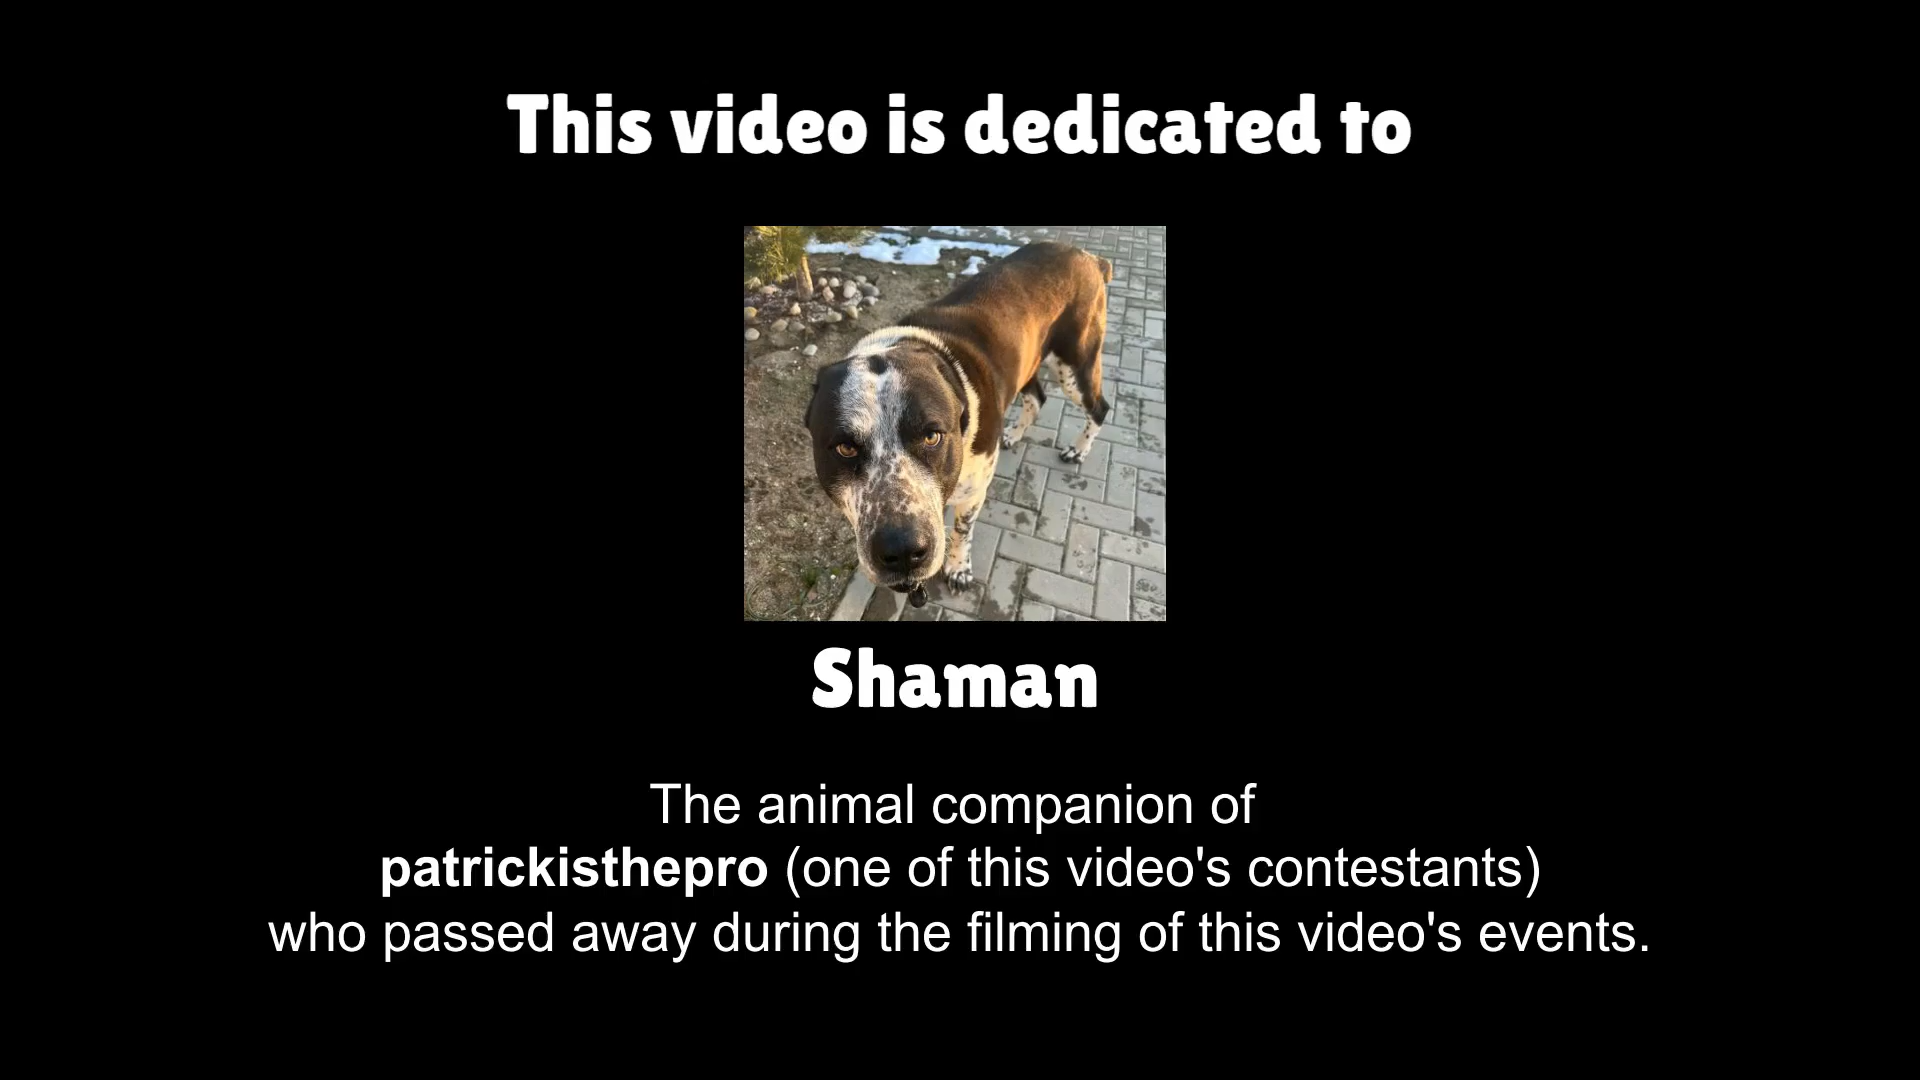 This video is dedicated to
Shaman
The animal companion of
patrickisthepro (one of this video's contestants)
who passed away during the filming of this video's events.